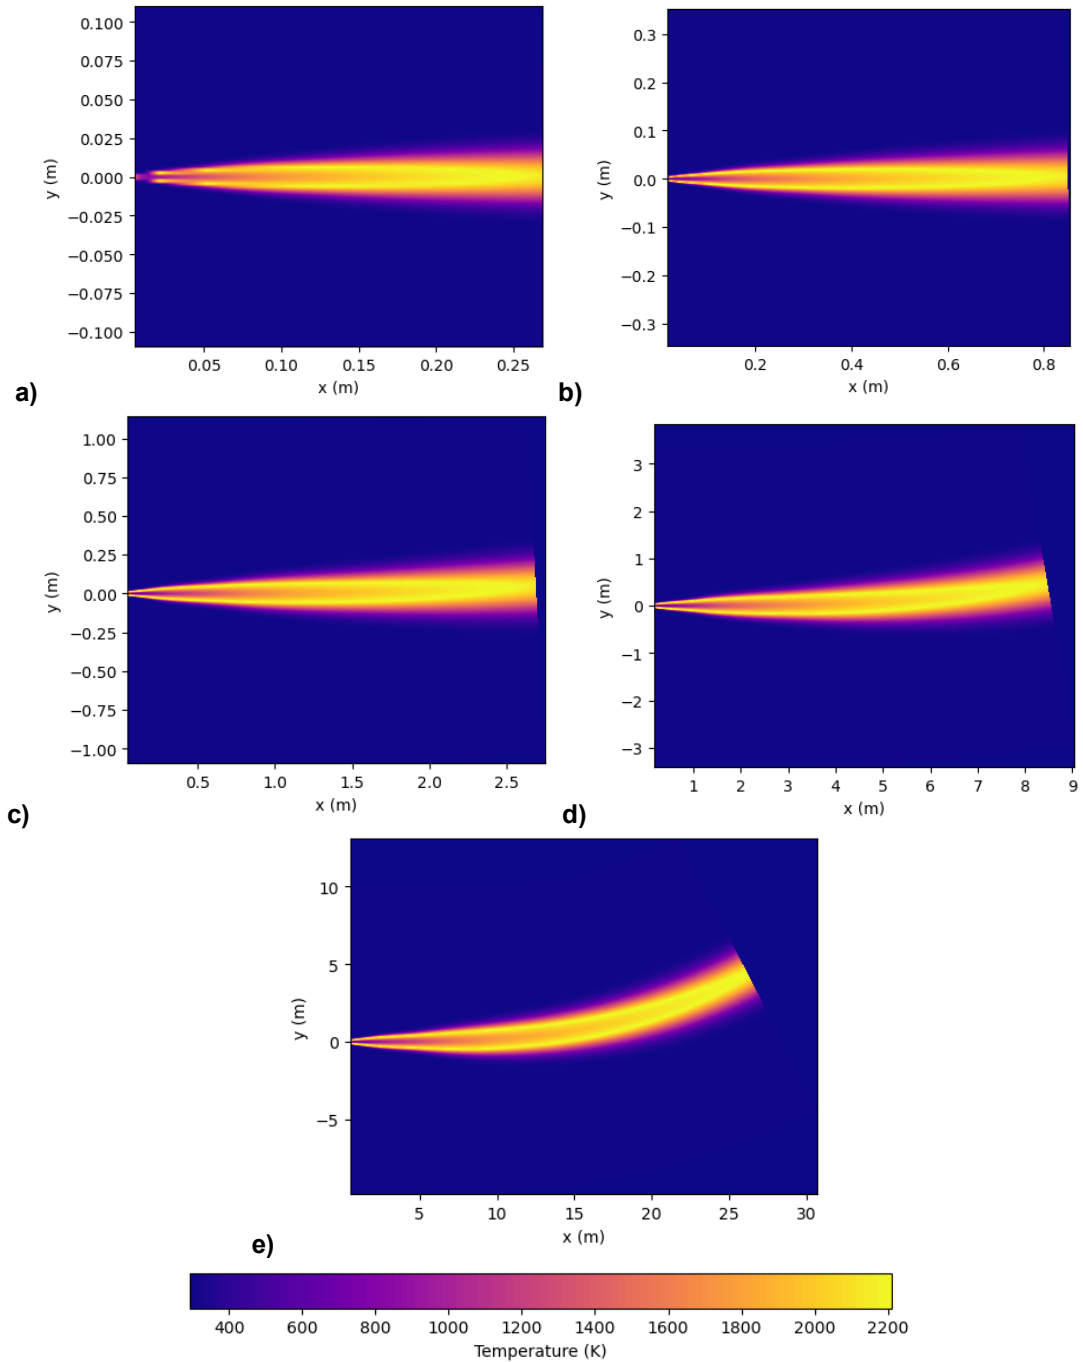 0.100
0.075
0.050
0.025
0.000
−0.025
−0.050
−0.075
−0.100
y (m)
0.05 0.10 0.15 0.20 0.25
x (m)
a)
0.3
0.2
0.1
0.0
−0.1
−0.2
−0.3
y (m)
0.2 0.4 0.6 0.8
x (m)
b)
1.00
0.75
0.50
0.25
0.00
−0.25
−0.50
−0.75
−1.00
y (m)
0.5 1.0 1.5 2.0 2.5
x (m)
c)
3
2
1
0
−1
−2
−3
y (m)
1 2 3 4 5 6 7 8 9
x (m)
d)
10
5
0
−5
y (m)
5 10 15 20 25 30
x (m)
e)
400 600 800 1000 1200 1400 1600 1800 2000 2200
Temperature (K)